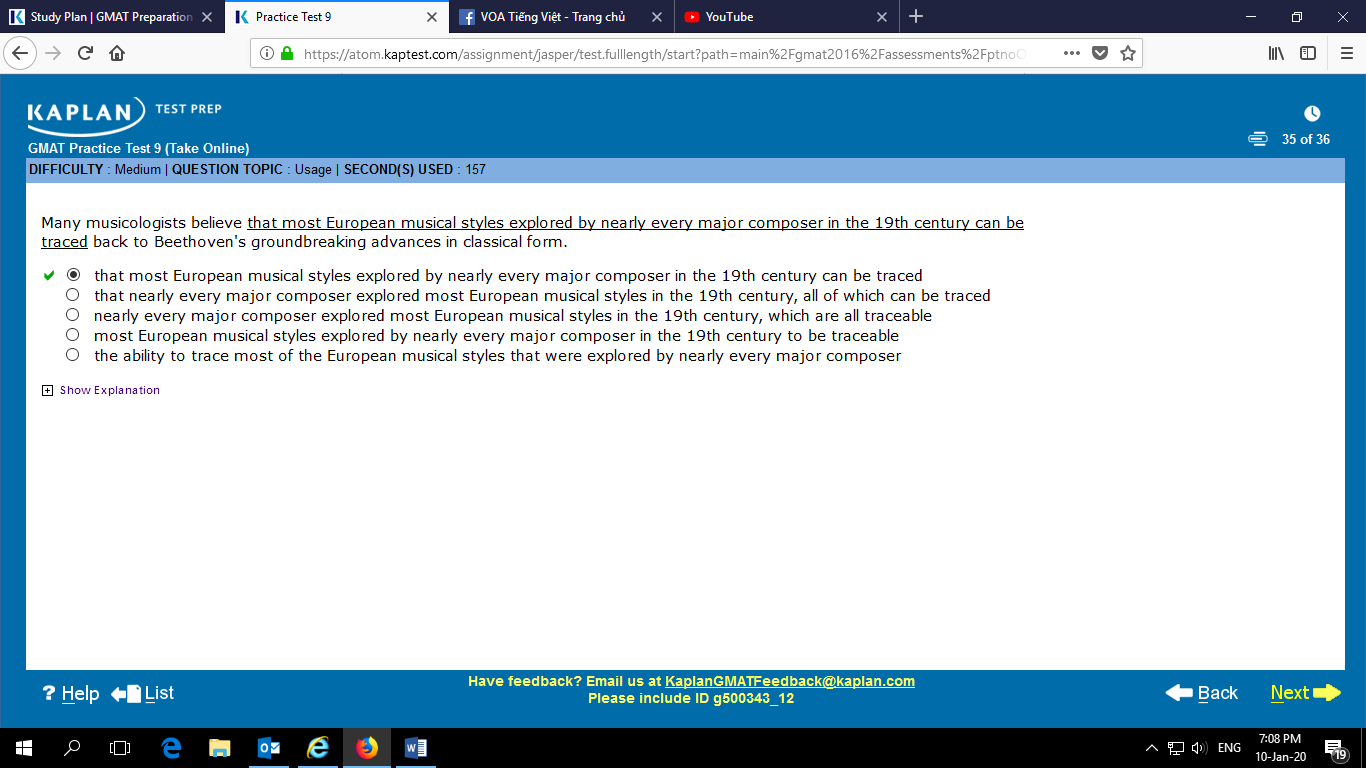 Study Plan | GMAT Preparation
Practice Test 9
VOA Tiếng Việt - Trang chủ
YouTube
https://atom.kaptest.com/assignment/jasper/test.fulllength/start?path=main%2Fgmat2016%2Fassessments%2Fptno
KAPLAN TEST PREP
GMAT Practice Test 9 (Take Online)
35 of 36
DIFFICULTY : Medium | QUESTION TOPIC : Usage | SECOND(S) USED : 157
Many musicologists believe that most European musical styles explored by nearly every major composer in the 19th century can be
traced back to Beethoven's groundbreaking advances in classical form.
that most European musical styles explored by nearly every major composer in the 19th century can be traced
that nearly every major composer explored most European musical styles in the 19th century, all of which can be traced
nearly every major composer explored most European musical styles in the 19th century, which are all traceable
most European musical styles explored by nearly every major composer in the 19th century to be traceable
the ability to trace most of the European musical styles that were explored by nearly every major composer
Show Explanation
? Help
List
Have feedback? Email us at KaplanGMATFeedback@kaplan.com
Please include ID g500343_12
Back
Next
ENG
7:08 PM
10-Jan-20
19